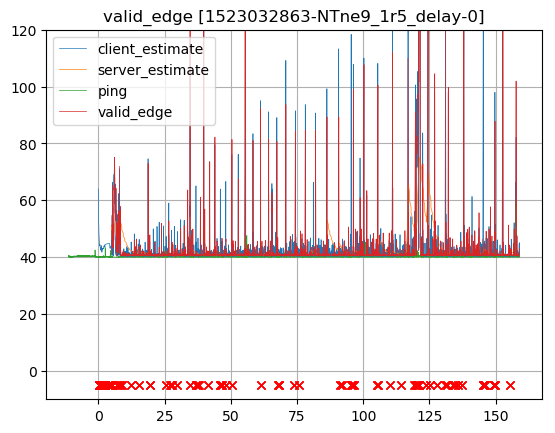 valid_edge [1523032863-NTne9_1r5_delay-0]
client_estimate
server_estimate
ping
valid_edge
120
100
80
60
40
20
0
0 25 50 75 100 125 150